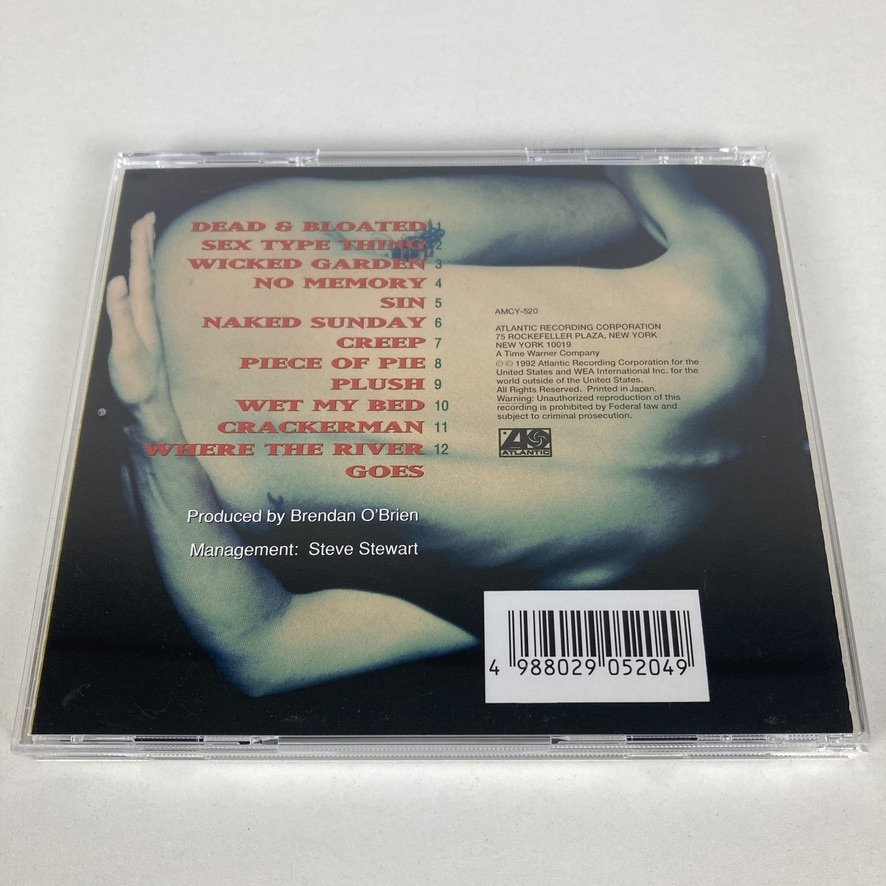 DEAD & BLOATED 1
SEX TYPE THING 2
WICKED GARDEN 3
NO MEMORY 4
SIN 5
NAKED SUNDAY 6
CREEP 7
PIECE OF PIE 8
PLUSH 9
WET MY BED 10
CRACKERMAN 11
WHERE THE RIVER 12
GOES
Produced by Brendan O'Brien
Management: Steve Stewart
AMCY-520
ATLANTIC RECORDING CORPORATION
75 ROCKEFELLER PLAZA, NEW YORK
NEW YORK 10019
A Time Warner Company
℗ © 1992 Atlantic Recording Corporation for the
United States and WEA International Inc. for the
world outside of the United States.
All Rights Reserved. Printed in Japan.
Warning: Unauthorized reproduction of this
recording is prohibited by Federal law and
subject to criminal prosecution.
ATLANTIC
4 988029 052049